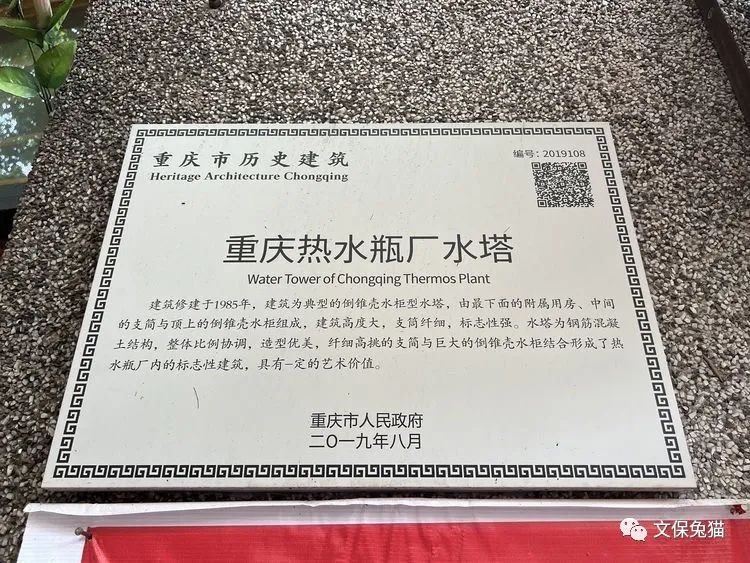 重庆市历史建筑
Heritage Architecture Chongqing
编号：2019108
重庆热水瓶厂水塔
Water Tower of Chongqing Thermos Plant
建筑修建于1985年，建筑为典型的倒锥壳水柜型水塔，由最下面的附属用房、中间
的支筒与顶上的倒锥壳水柜组成，建筑高度大，支筒纤细，标志性强。水塔为钢筋混凝
土结构，整体比例协调，造型优美，纤细高挑的支筒与巨大的倒锥壳水柜结合形成了热
水瓶厂内的标志性建筑，具有一定的艺术价值。
重庆市人民政府
二〇一九年八月
文保兔猫